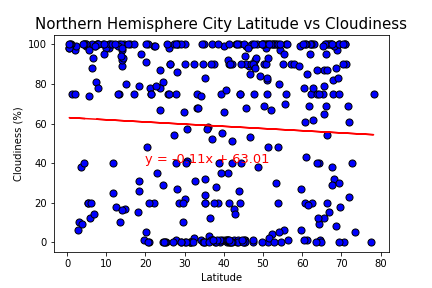 Northern Hemisphere City Latitude vs Cloudiness
100
80
60
40
20
0
Cloudiness (%)
y = -0.11x + 63.01
0 10 20 30 40 50 60 70 80
Latitude